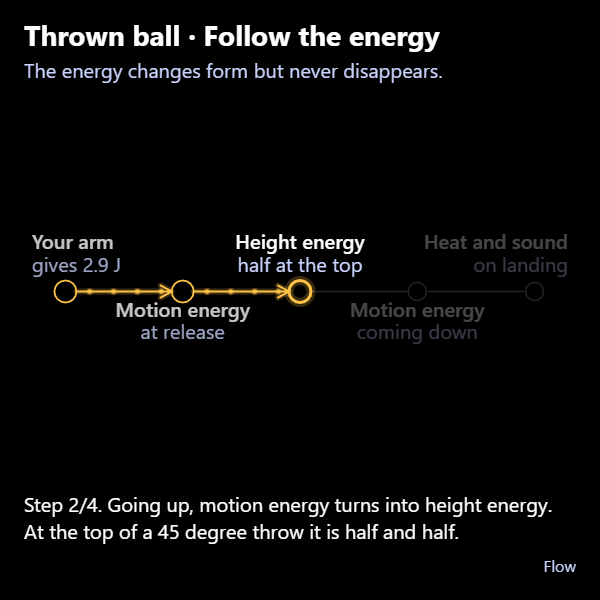 Thrown ball · Follow the energy
The energy changes form but never disappears.
Your arm
gives 2.9 J
Height energy
half at the top
Heat and sound
on landing
Motion energy
at release
Motion energy
coming down
Step 2/4. Going up, motion energy turns into height energy.
At the top of a 45 degree throw it is half and half.
Flow